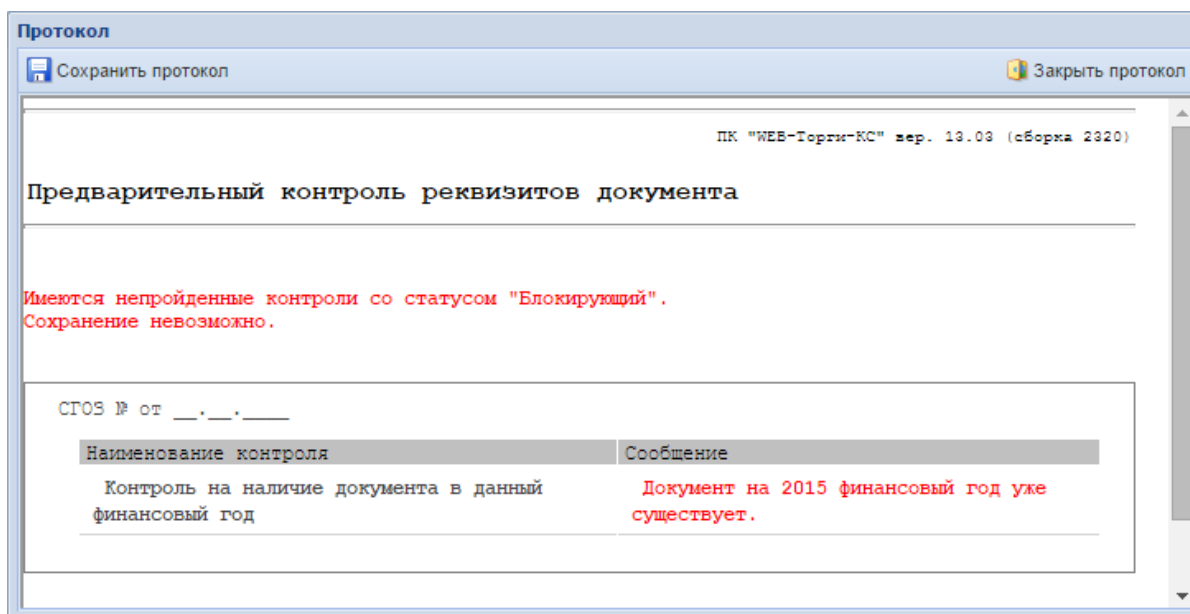 Протокол
Сохранить протокол
Закрыть протокол
ПК "WEB-Торги-КС" вер. 13.03 (сборка 2320)
Предварительный контроль реквизитов документа
Имеются непройденные контроли со статусом "Блокирующий".
Сохранение невозможно.
СГОЗ № от __.__.____
Наименование контроля
Сообщение
Контроль на наличие документа в данный
финансовый год
Документ на 2015 финансовый год уже
существует.